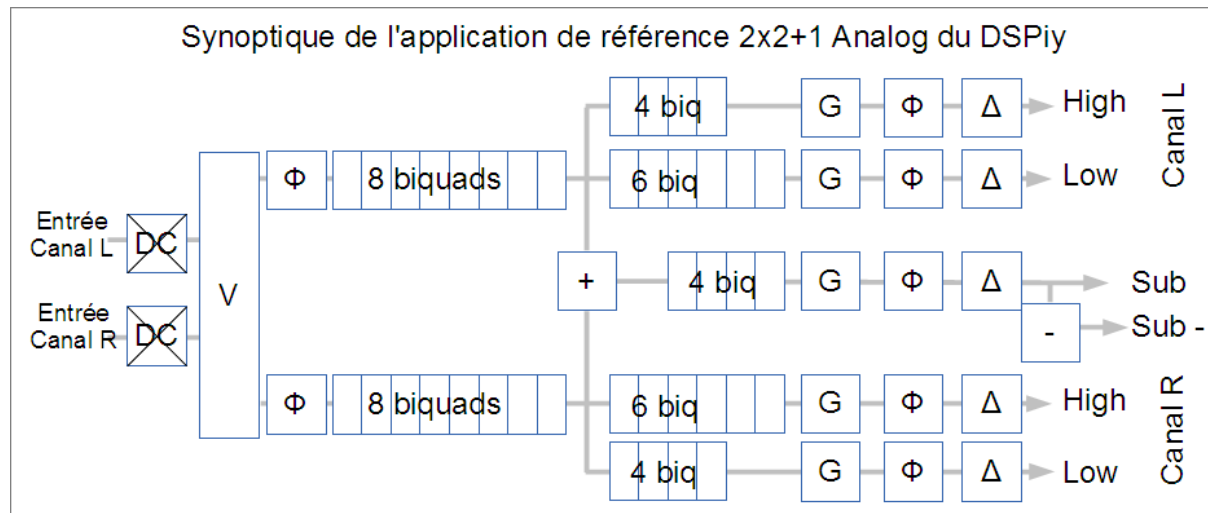 Synoptique de l'application de référence 2x2+1 Analog du DSPiy
4 biq G Φ Δ High
Φ 8 biquads 6 biq G Φ Δ Low
Canal L
Entrée
Canal L DC
V
+ 4 biq G Φ Δ Sub
- Sub -
Entrée
Canal R DC
Φ 8 biquads 6 biq G Φ Δ High
4 biq G Φ Δ Low
Canal R